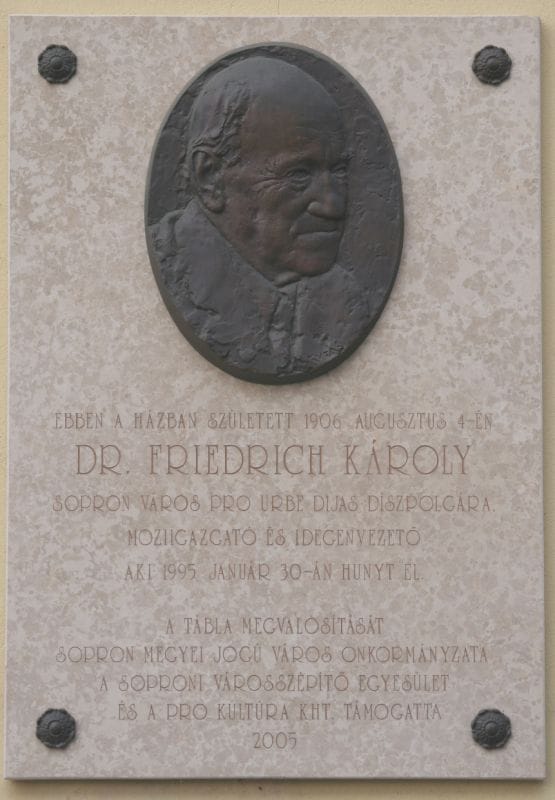 EBBEN A HÁZBAN SZÜLETETT 1906. AUGUSZTUS 4-ÉN
DR. FRIEDRICH KÁROLY
SOPRON VÁROS PRO URBE DÍJAS DÍSZPOLGÁRA,
MOZIIGAZGATÓ ÉS IDEGENVEZETŐ
AKI 1995. JANUÁR 30-ÁN HUNYT EL.
A TÁBLA MEGVALÓSÍTÁSÁT
SOPRON MEGYEI JOGÚ VÁROS ÖNKORMÁNYZATA
A SOPRONI VÁROSSZÉPÍTŐ EGYESÜLET
ÉS A PRO KULTÚRA KHT. TÁMOGATTA
2005